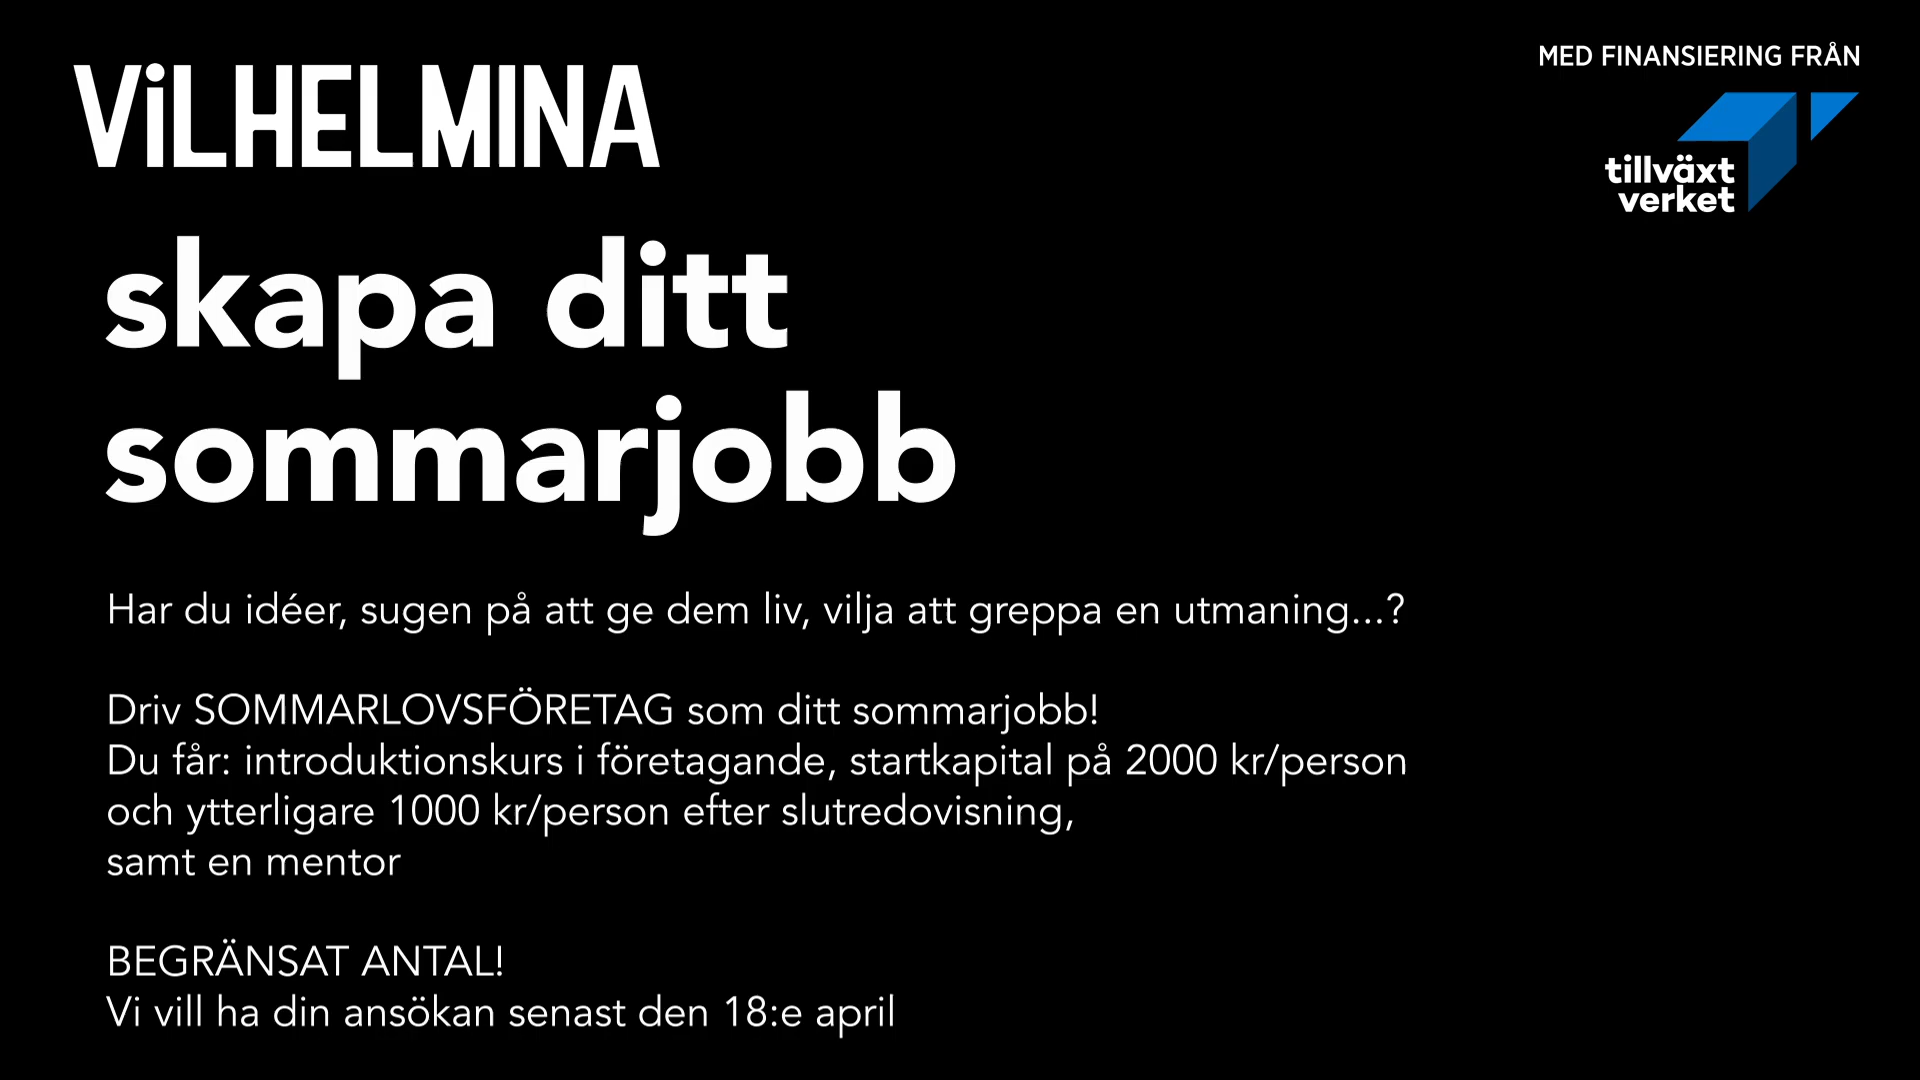 ViLHELMINA
MED FINANSIERING FRÅN
tillväxt
verket
skapa ditt
sommarjobb
Har du idéer, sugen på att ge dem liv, vilja att greppa en utmaning...?
Driv SOMMARLOVSFÖRETAG som ditt sommarjobb!
Du får: introduktionskurs i företagande, startkapital på 2000 kr/person
och ytterligare 1000 kr/person efter slutredovisning,
samt en mentor
BEGRÄNSAT ANTAL!
Vi vill ha din ansökan senast den 18:e april